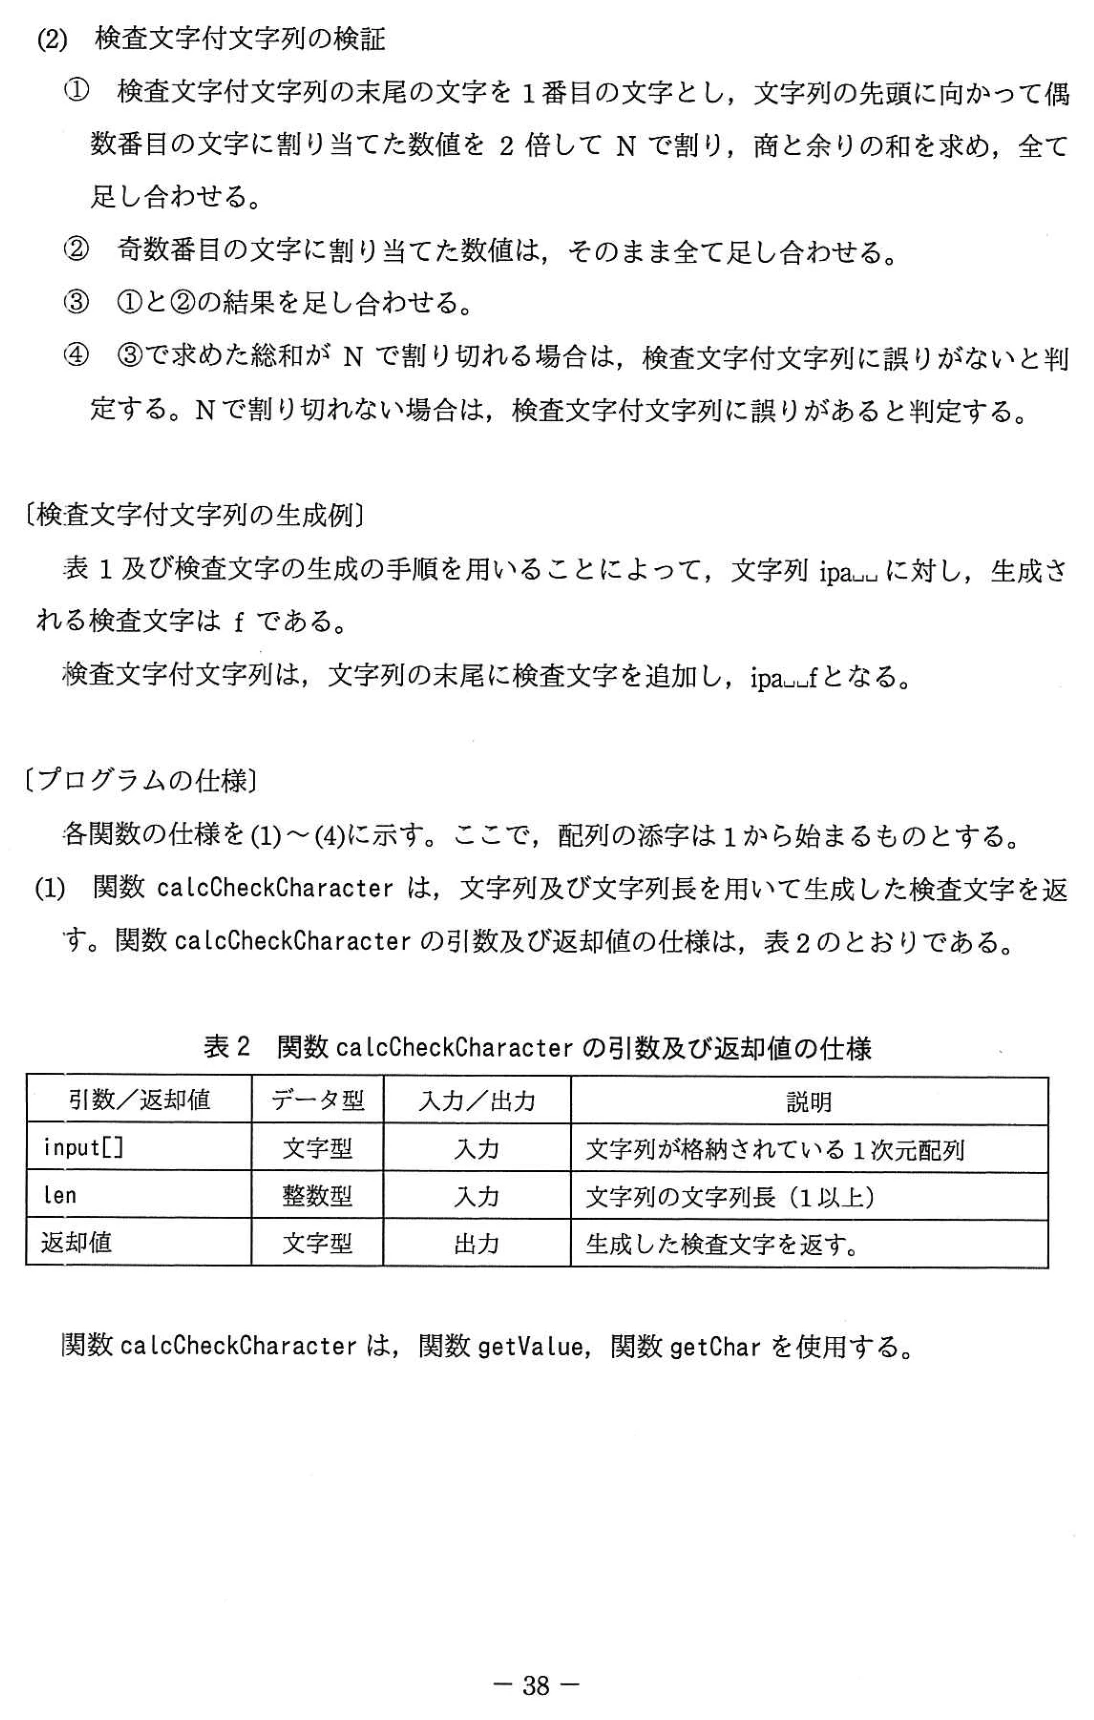 (2) 検査文字付文字列の検証
① 検査文字付文字列の末尾の文字を1番目の文字とし，文字列の先頭に向かって偶
数番目の文字に割り当てた数値を 2 倍して N で割り，商と余りの和を求め，全て
足し合わせる。
② 奇数番目の文字に割り当てた数値は，そのまま全て足し合わせる。
③ ①と②の結果を足し合わせる。
④ ③で求めた総和が N で割り切れる場合は，検査文字付文字列に誤りがないと判
定する。N で割り切れない場合は，検査文字付文字列に誤りがあると判定する。
〔検査文字付文字列の生成例〕
表 1 及び検査文字の生成の手順を用いることによって，文字列 ipa␣␣ に対し，生成さ
れる検査文字は f である。
検査文字付文字列は，文字列の末尾に検査文字を追加し，ipa␣␣f となる。
〔プログラムの仕様〕
各関数の仕様を(1)～(4)に示す。ここで，配列の添字は 1 から始まるものとする。
(1) 関数 calcCheckCharacter は，文字列及び文字列長を用いて生成した検査文字を返
す。関数 calcCheckCharacter の引数及び返却値の仕様は，表 2 のとおりである。
表 2 関数 calcCheckCharacter の引数及び返却値の仕様
引数／返却値 データ型 入力／出力 説明
input[] 文字型 入力 文字列が格納されている 1 次元配列
len 整数型 入力 文字列の文字列長（1 以上）
返却値 文字型 出力 生成した検査文字を返す。
関数 calcCheckCharacter は，関数 getValue，関数 getChar を使用する。
－ 38 －